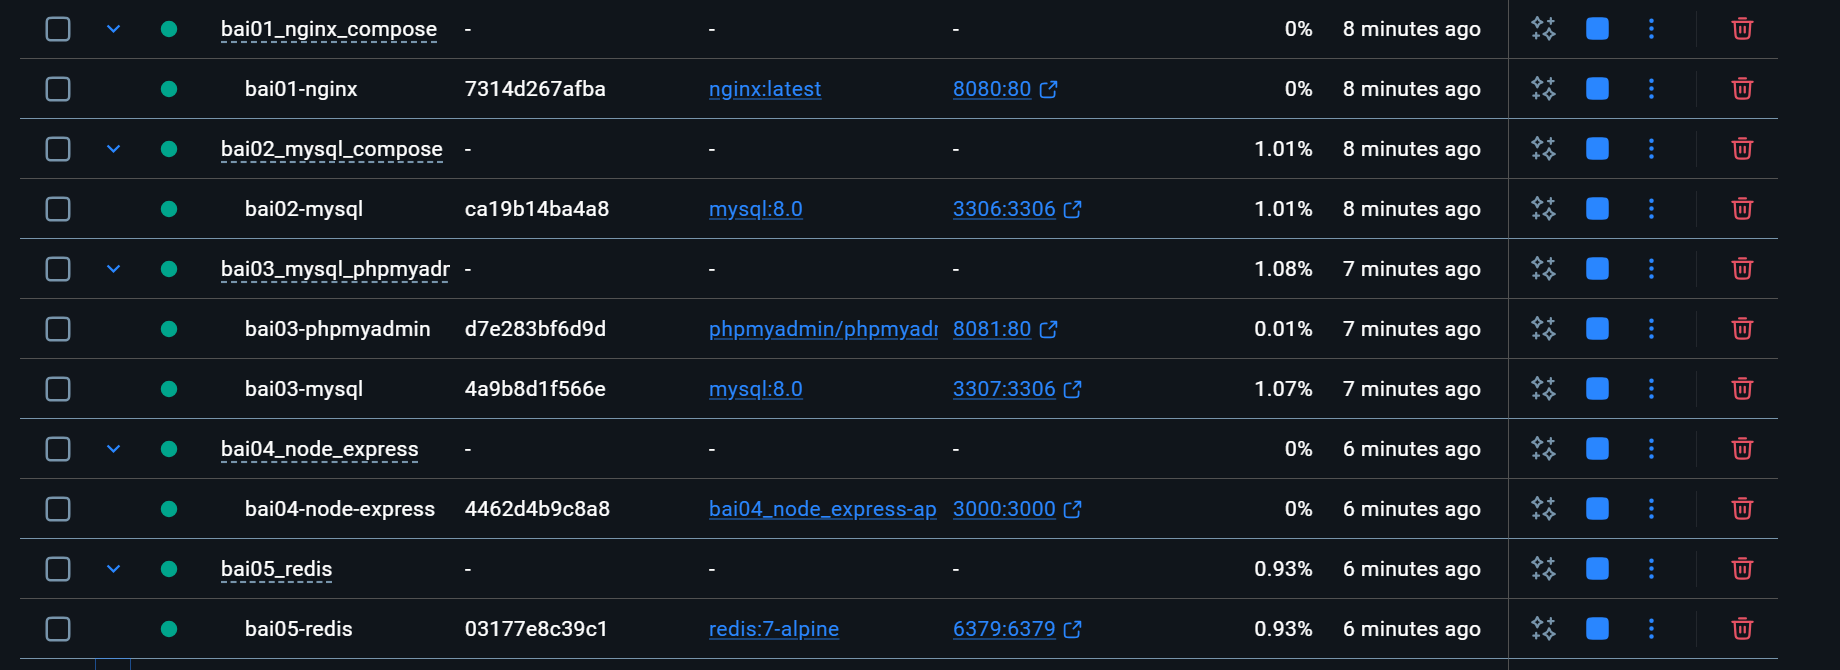 bai01_nginx_compose - - - 0% 8 minutes ago
bai01-nginx 7314d267afba nginx:latest 8080:80 0% 8 minutes ago
bai02_mysql_compose - - - 1.01% 8 minutes ago
bai02-mysql ca19b14ba4a8 mysql:8.0 3306:3306 1.01% 8 minutes ago
bai03_mysql_phpmyadr - - - 1.08% 7 minutes ago
bai03-phpmyadmin d7e283bf6d9d phpmyadmin/phpmyadr 8081:80 0.01% 7 minutes ago
bai03-mysql 4a9b8d1f566e mysql:8.0 3307:3306 1.07% 7 minutes ago
bai04_node_express - - - 0% 6 minutes ago
bai04-node-express 4462d4b9c8a8 bai04_node_express-ap 3000:3000 0% 6 minutes ago
bai05_redis - - - 0.93% 6 minutes ago
bai05-redis 03177e8c39c1 redis:7-alpine 6379:6379 0.93% 6 minutes ago